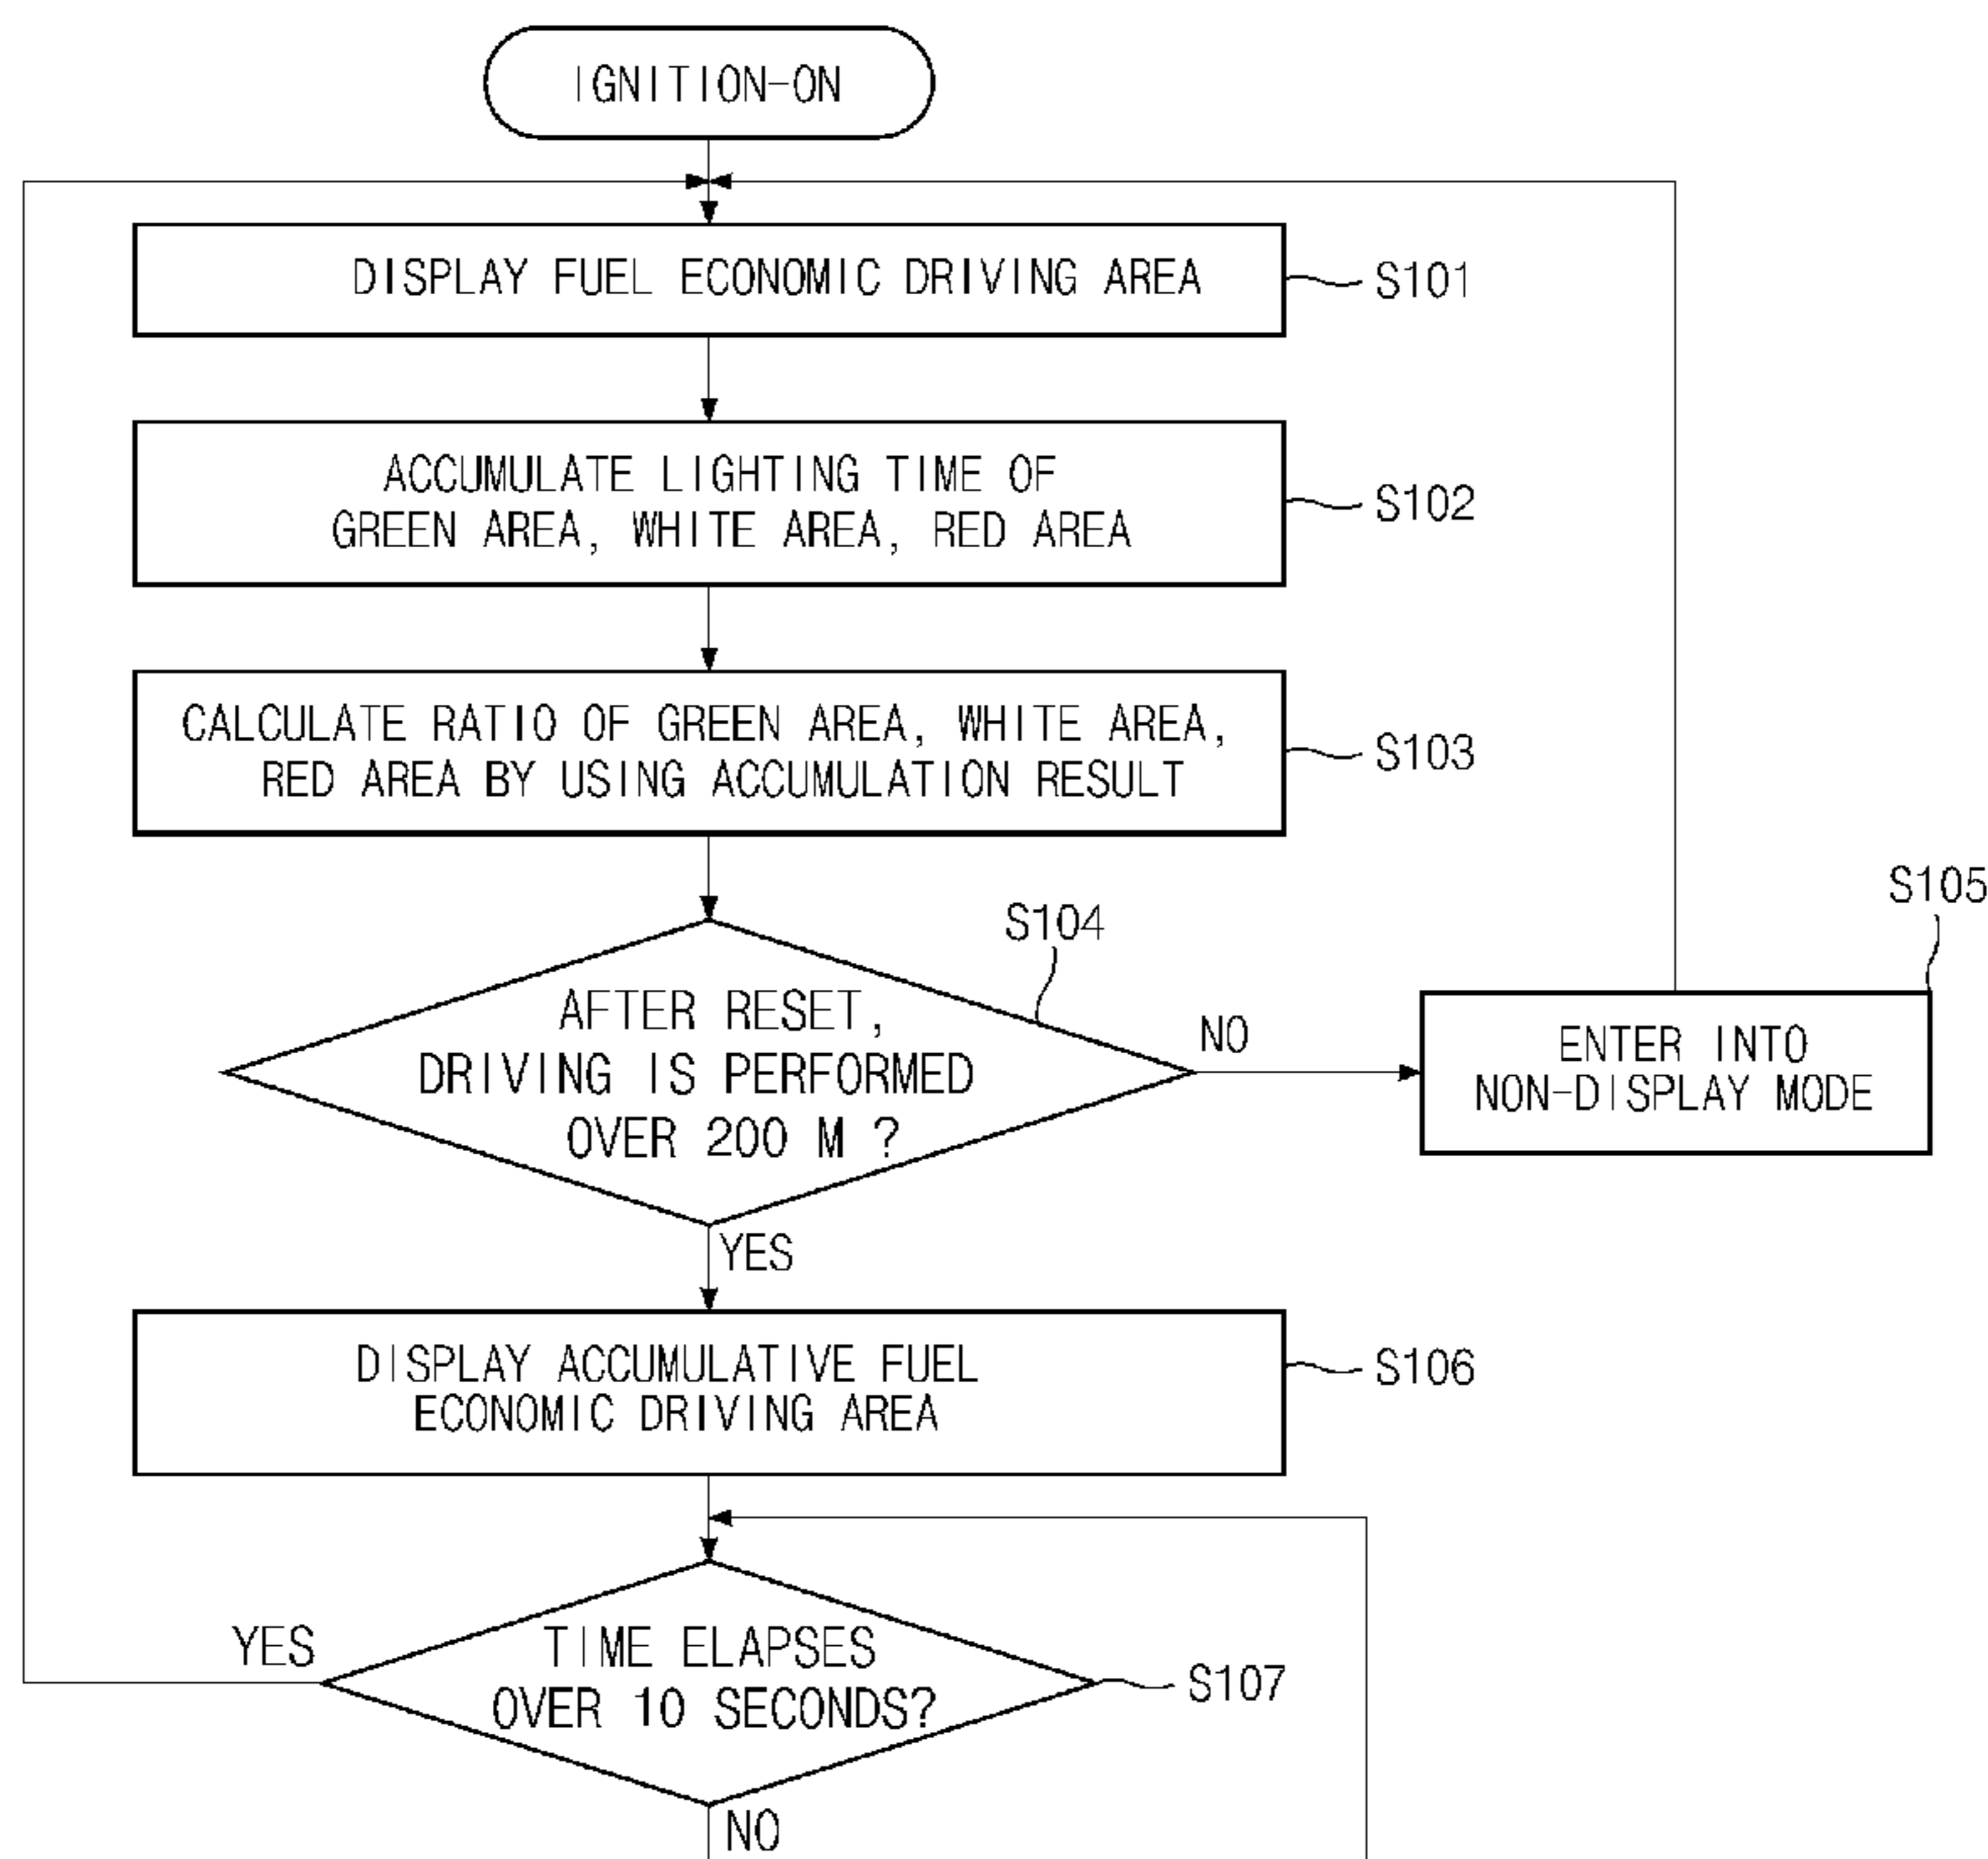 IGNITION-ON
DISPLAY FUEL ECONOMIC DRIVING AREA
S101
ACCUMULATE LIGHTING TIME OF
GREEN AREA, WHITE AREA, RED AREA
S102
CALCULATE RATIO OF GREEN AREA, WHITE AREA,
RED AREA BY USING ACCUMULATION RESULT
S103
S104
AFTER RESET,
DRIVING IS PERFORMED
OVER 200 M ?
NO
S105
ENTER INTO
NON-DISPLAY MODE
YES
DISPLAY ACCUMULATIVE FUEL
ECONOMIC DRIVING AREA
S106
YES
TIME ELAPSES
OVER 10 SECONDS?
S107
NO